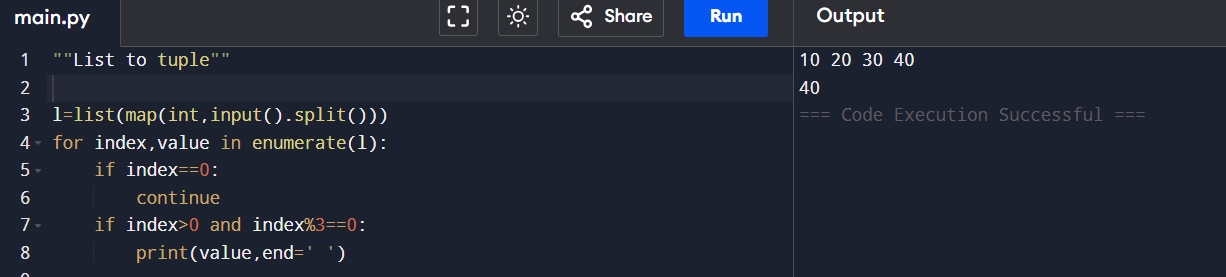 main.py Share Run Output
1 ""List to tuple""
2
3 l=list(map(int,input().split()))
4 for index,value in enumerate(l):
5 if index==0:
6 continue
7 if index>0 and index%3==0:
8 print(value,end=' ')
10 20 30 40
40
=== Code Execution Successful ===